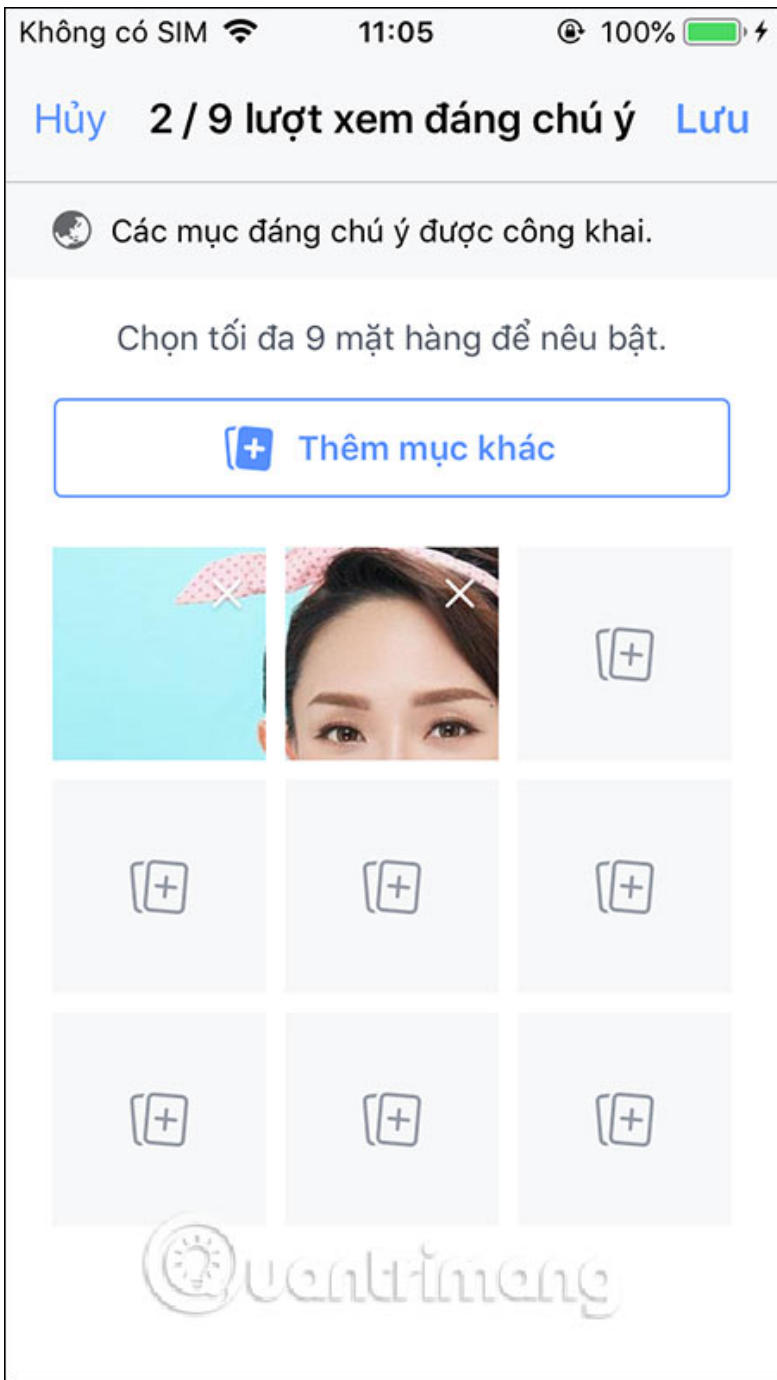 Không có SIM 11:05 100%
Hủy 2 / 9 lượt xem đáng chú ý Lưu
Các mục đáng chú ý được công khai.
Chọn tối đa 9 mặt hàng để nêu bật.
Thêm mục khác
Quantrimang